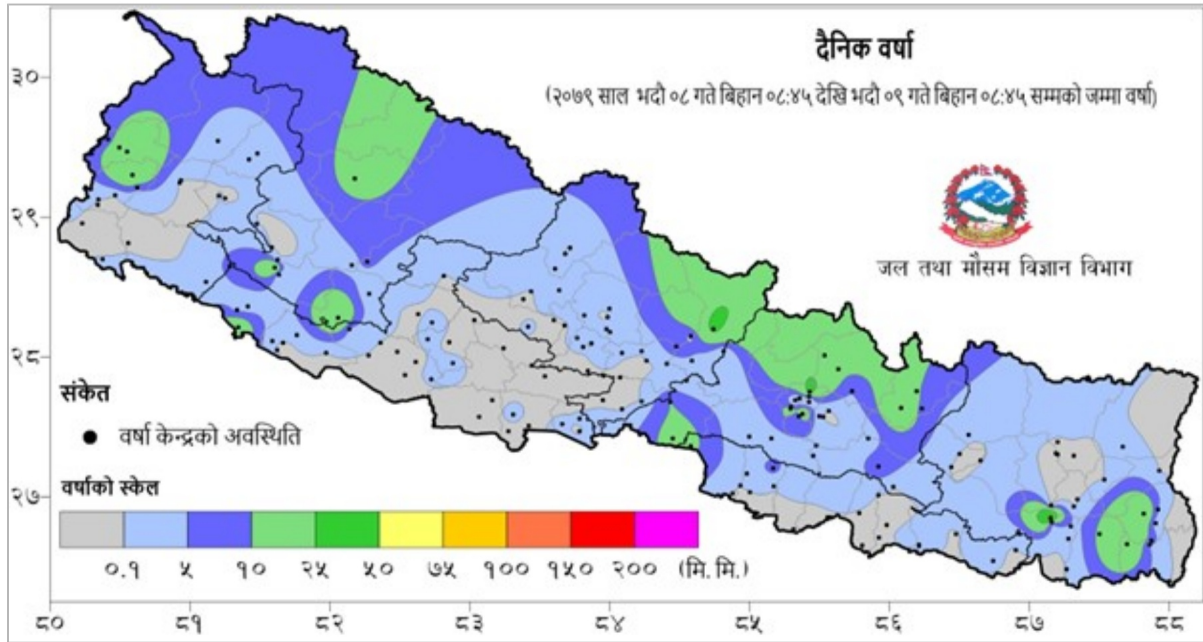 दैनिक वर्षा
(२०७९ साल भदौ ०८ गते बिहान ०८:४५ देखि भदौ ०९ गते बिहान ०८:४५ सम्मको जम्मा वर्षा)
जल तथा मौसम विज्ञान विभाग
३०
२९
२८
२७
संकेत
वर्षा केन्द्रको अवस्थिति
वर्षाको स्केल
०.१ ५ १० २५ ५० ७५ १०० १५० २०० (मि.मि.)
८० ८१ ८२ ८३ ८४ ८५ ८६ ८७ ८८